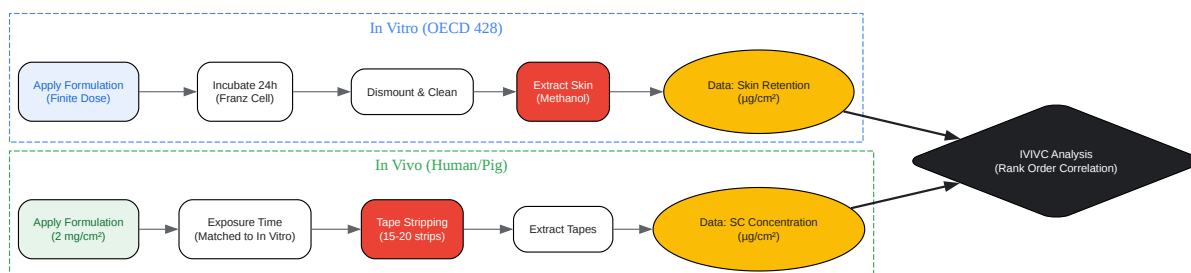 In Vitro (OECD 428)
Apply Formulation
(Finite Dose)
Incubate 24h
(Franz Cell)
Dismount & Clean
Extract Skin
(Methanol)
Data: Skin Retention
(µg/cm²)
In Vivo (Human/Pig)
Apply Formulation
(2 mg/cm²)
Exposure Time
(Matched to In Vitro)
Tape Stripping
(15-20 strips)
Extract Tapes
Data: SC Concentration
(µg/cm²)
IVIVC Analysis
(Rank Order Correlation)